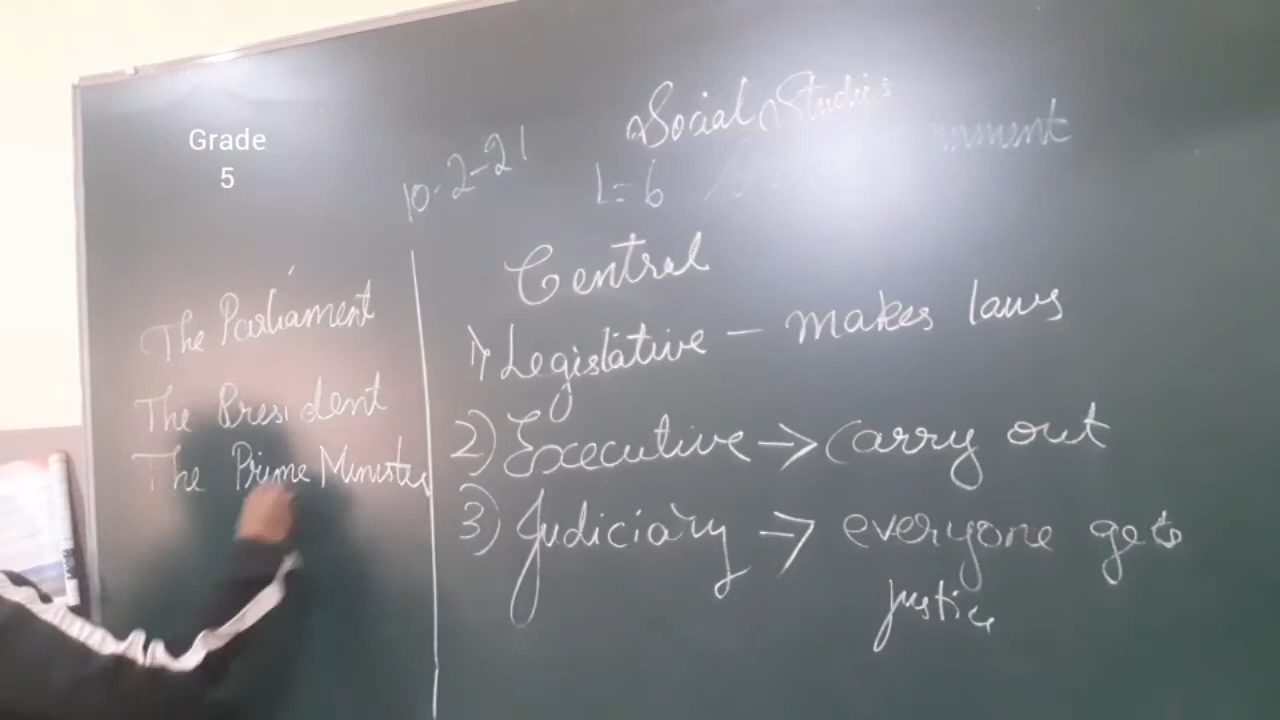 Grade
5
10-2-21
Social Studies
L=6
The Parliament
The President
The Prime Minister
Central
1) Legislative - makes laws
2) Executive → Carry out
3) Judiciary → everyone gets
justice